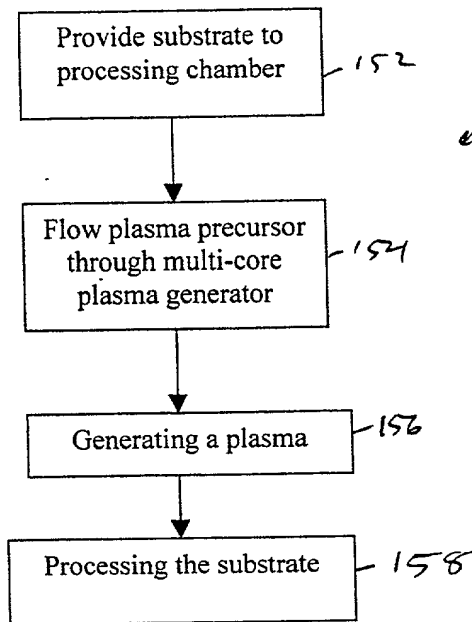 Provide substrate to
processing chamber
152
Flow plasma precursor
through multi-core
plasma generator
154
Generating a plasma
156
Processing the substrate
158